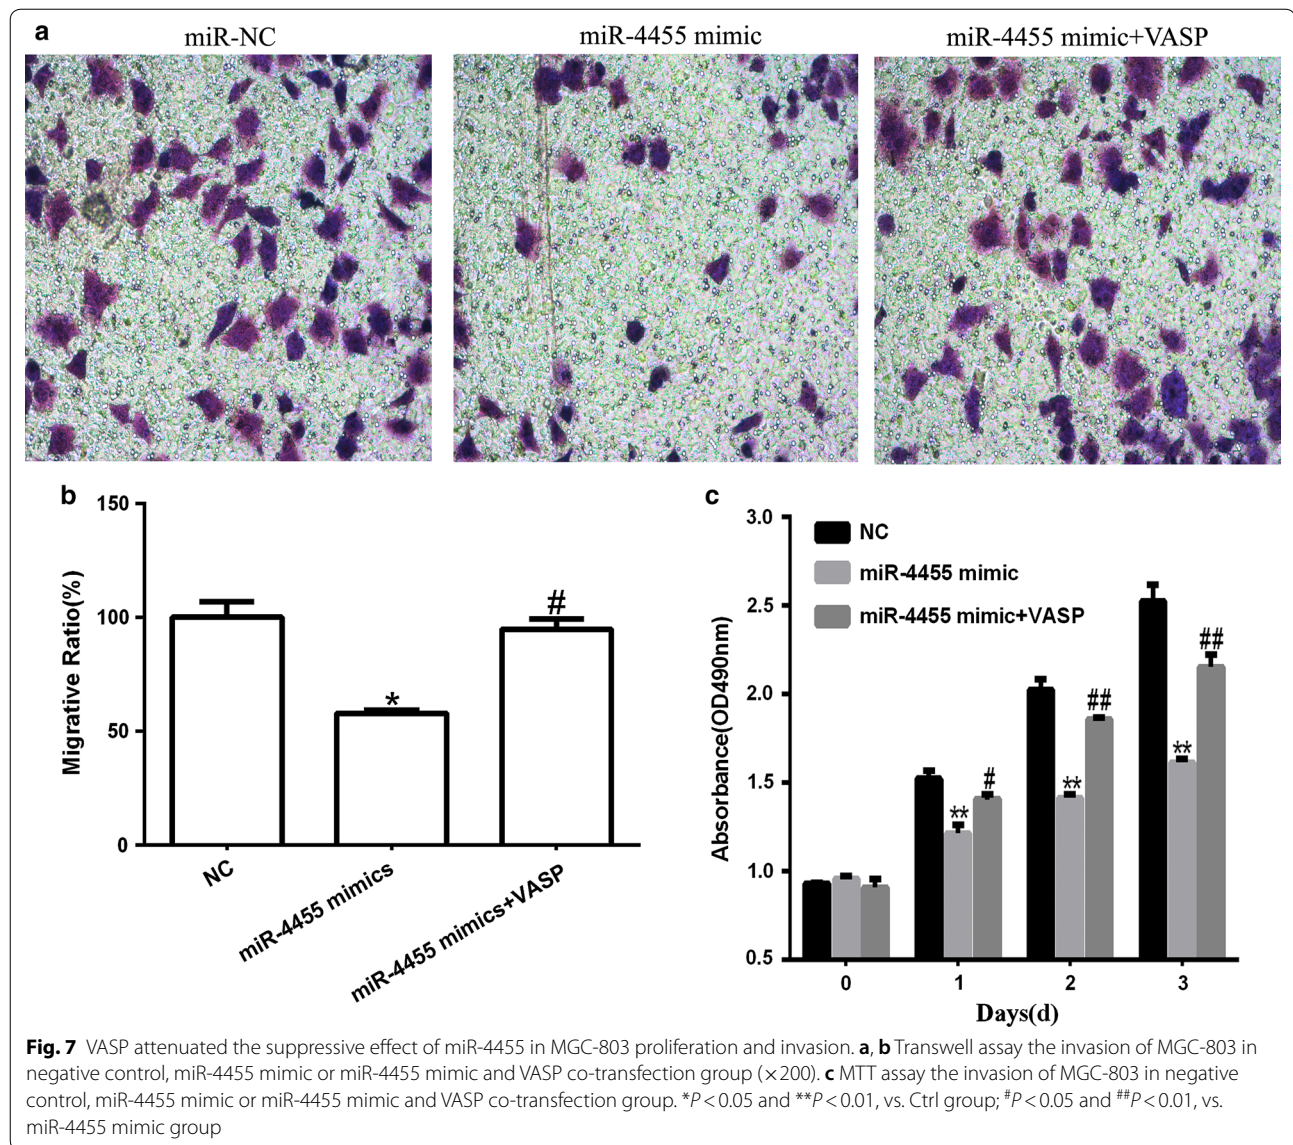 a
miR-NC
miR-4455 mimic
miR-4455 mimic+VASP
b
150
100
50
0
Migrative Ratio(%)
*
#
NC
miR-4455 mimics
miR-4455 mimics+VASP
c
3.0
2.5
2.0
1.5
1.0
0.5
Absorbance(OD490nm)
NC
miR-4455 mimic
miR-4455 mimic+VASP
**
#
**
##
**
##
0
1
2
3
Days(d)
Fig. 7 VASP attenuated the suppressive effect of miR-4455 in MGC-803 proliferation and invasion. a, b Transwell assay the invasion of MGC-803 in
negative control, miR-4455 mimic or miR-4455 mimic and VASP co-transfection group (×200). c MTT assay the invasion of MGC-803 in negative
control, miR-4455 mimic or miR-4455 mimic and VASP co-transfection group. *P<0.05 and **P<0.01, vs. Ctrl group; #P<0.05 and ##P<0.01, vs.
miR-4455 mimic group